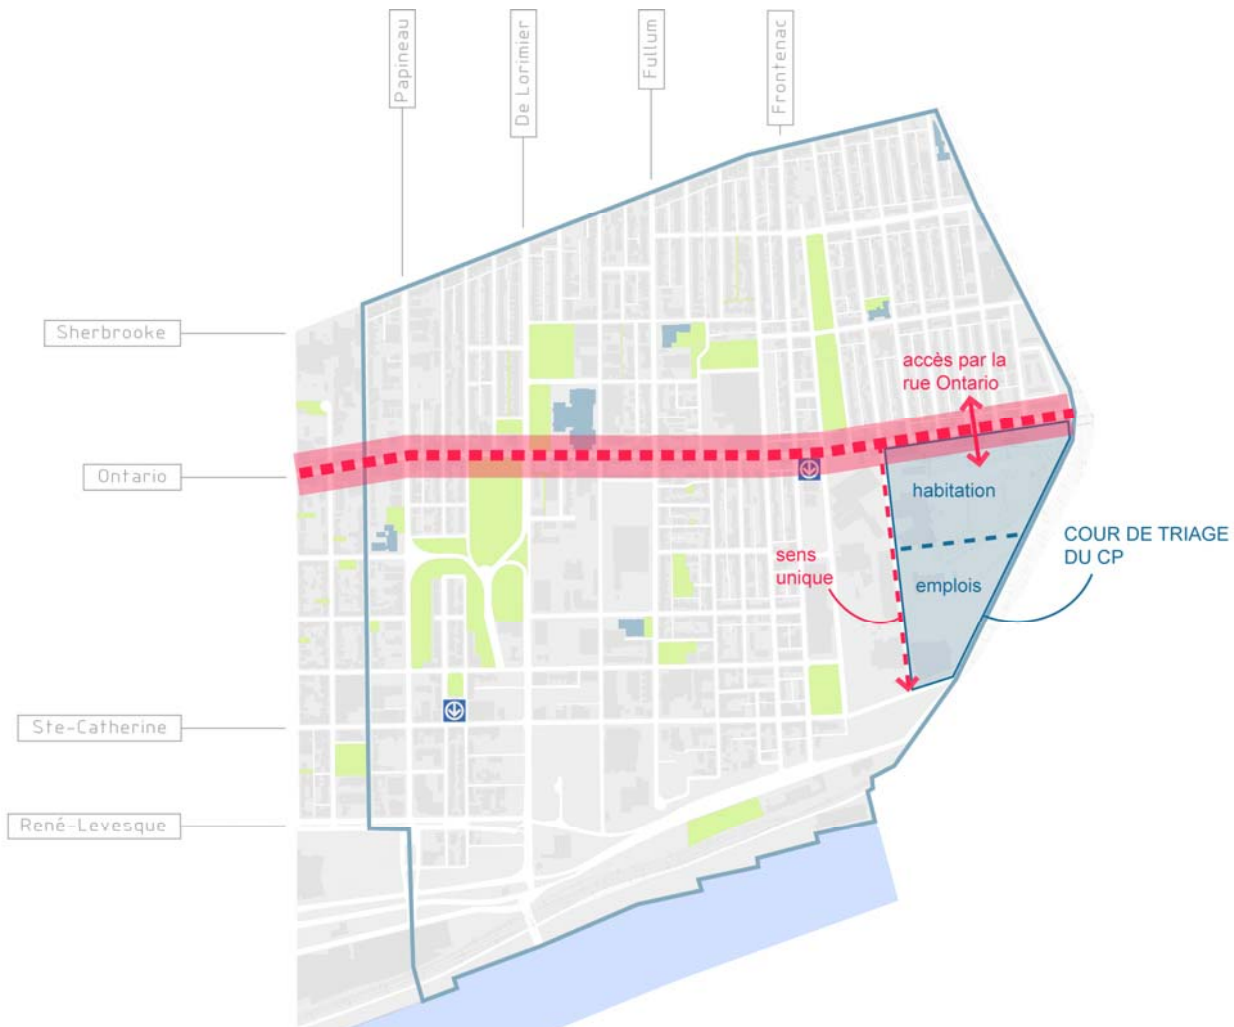 Papineau
De Lorimier
Fullum
Frontenac
Sherbrooke
accès par la
rue Ontario
Ontario
habitation
COUR DE TRIAGE
DU CP
sens
unique
emplois
Ste-Catherine
René-Levesque